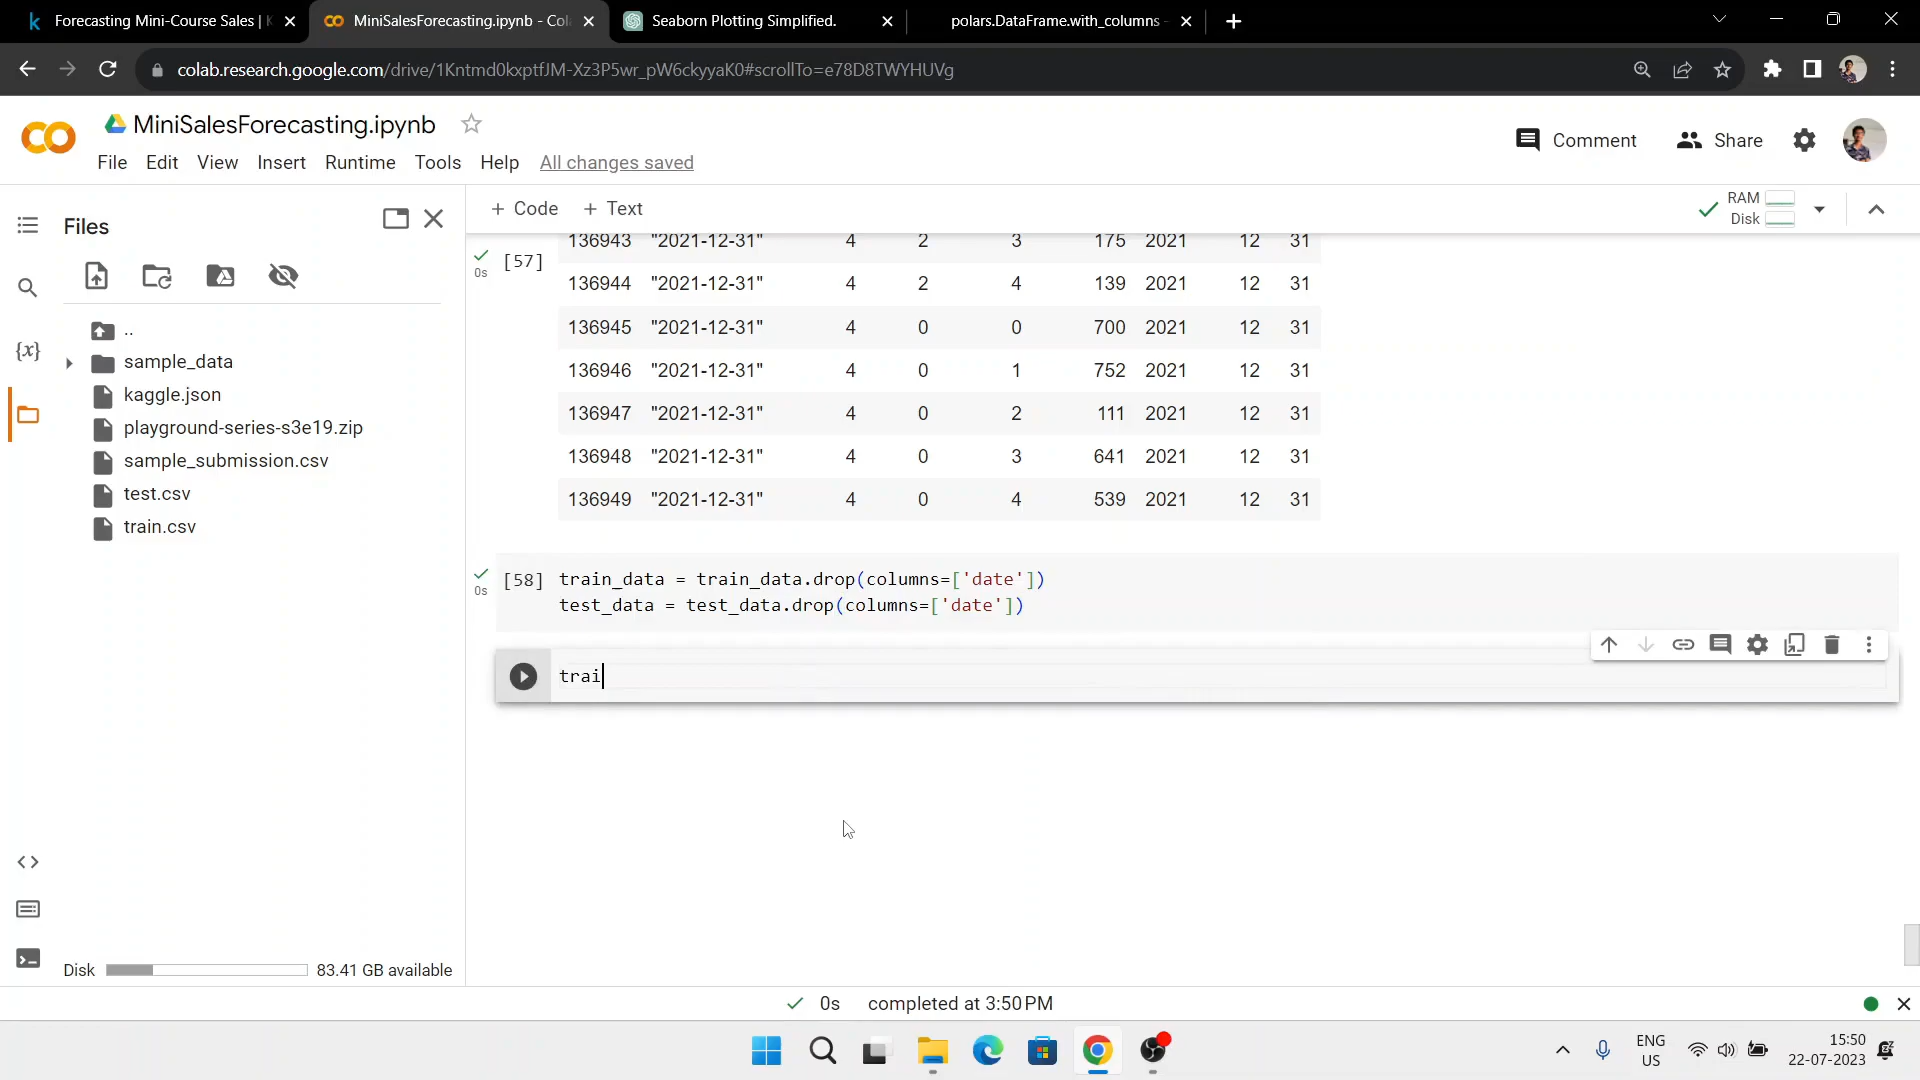 Forecasting Mini-Course Sales |
MiniSalesForecasting.ipynb - Col
Seaborn Plotting Simplified.
polars.DataFrame.with_columns -
colab.research.google.com/drive/1Kntmd0kxptfJM-Xz3P5wr_pW6ckyyaK0#scrollTo=e78D8TWYHUVg
MiniSalesForecasting.ipynb
File Edit View Insert Runtime Tools Help All changes saved
Comment
Share
Files
+ Code + Text
RAM
Disk
..
sample_data
kaggle.json
playground-series-s3e19.zip
sample_submission.csv
test.csv
train.csv
Disk 83.41 GB available
0s
[57]
136943 "2021-12-31" 4 2 3 175 2021 12 31
136944 "2021-12-31" 4 2 4 139 2021 12 31
136945 "2021-12-31" 4 0 0 700 2021 12 31
136946 "2021-12-31" 4 0 1 752 2021 12 31
136947 "2021-12-31" 4 0 2 111 2021 12 31
136948 "2021-12-31" 4 0 3 641 2021 12 31
136949 "2021-12-31" 4 0 4 539 2021 12 31
0s
[58] train_data = train_data.drop(columns=['date'])
test_data = test_data.drop(columns=['date'])
trai
0s completed at 3:50 PM
ENG
US
15:50
22-07-2023